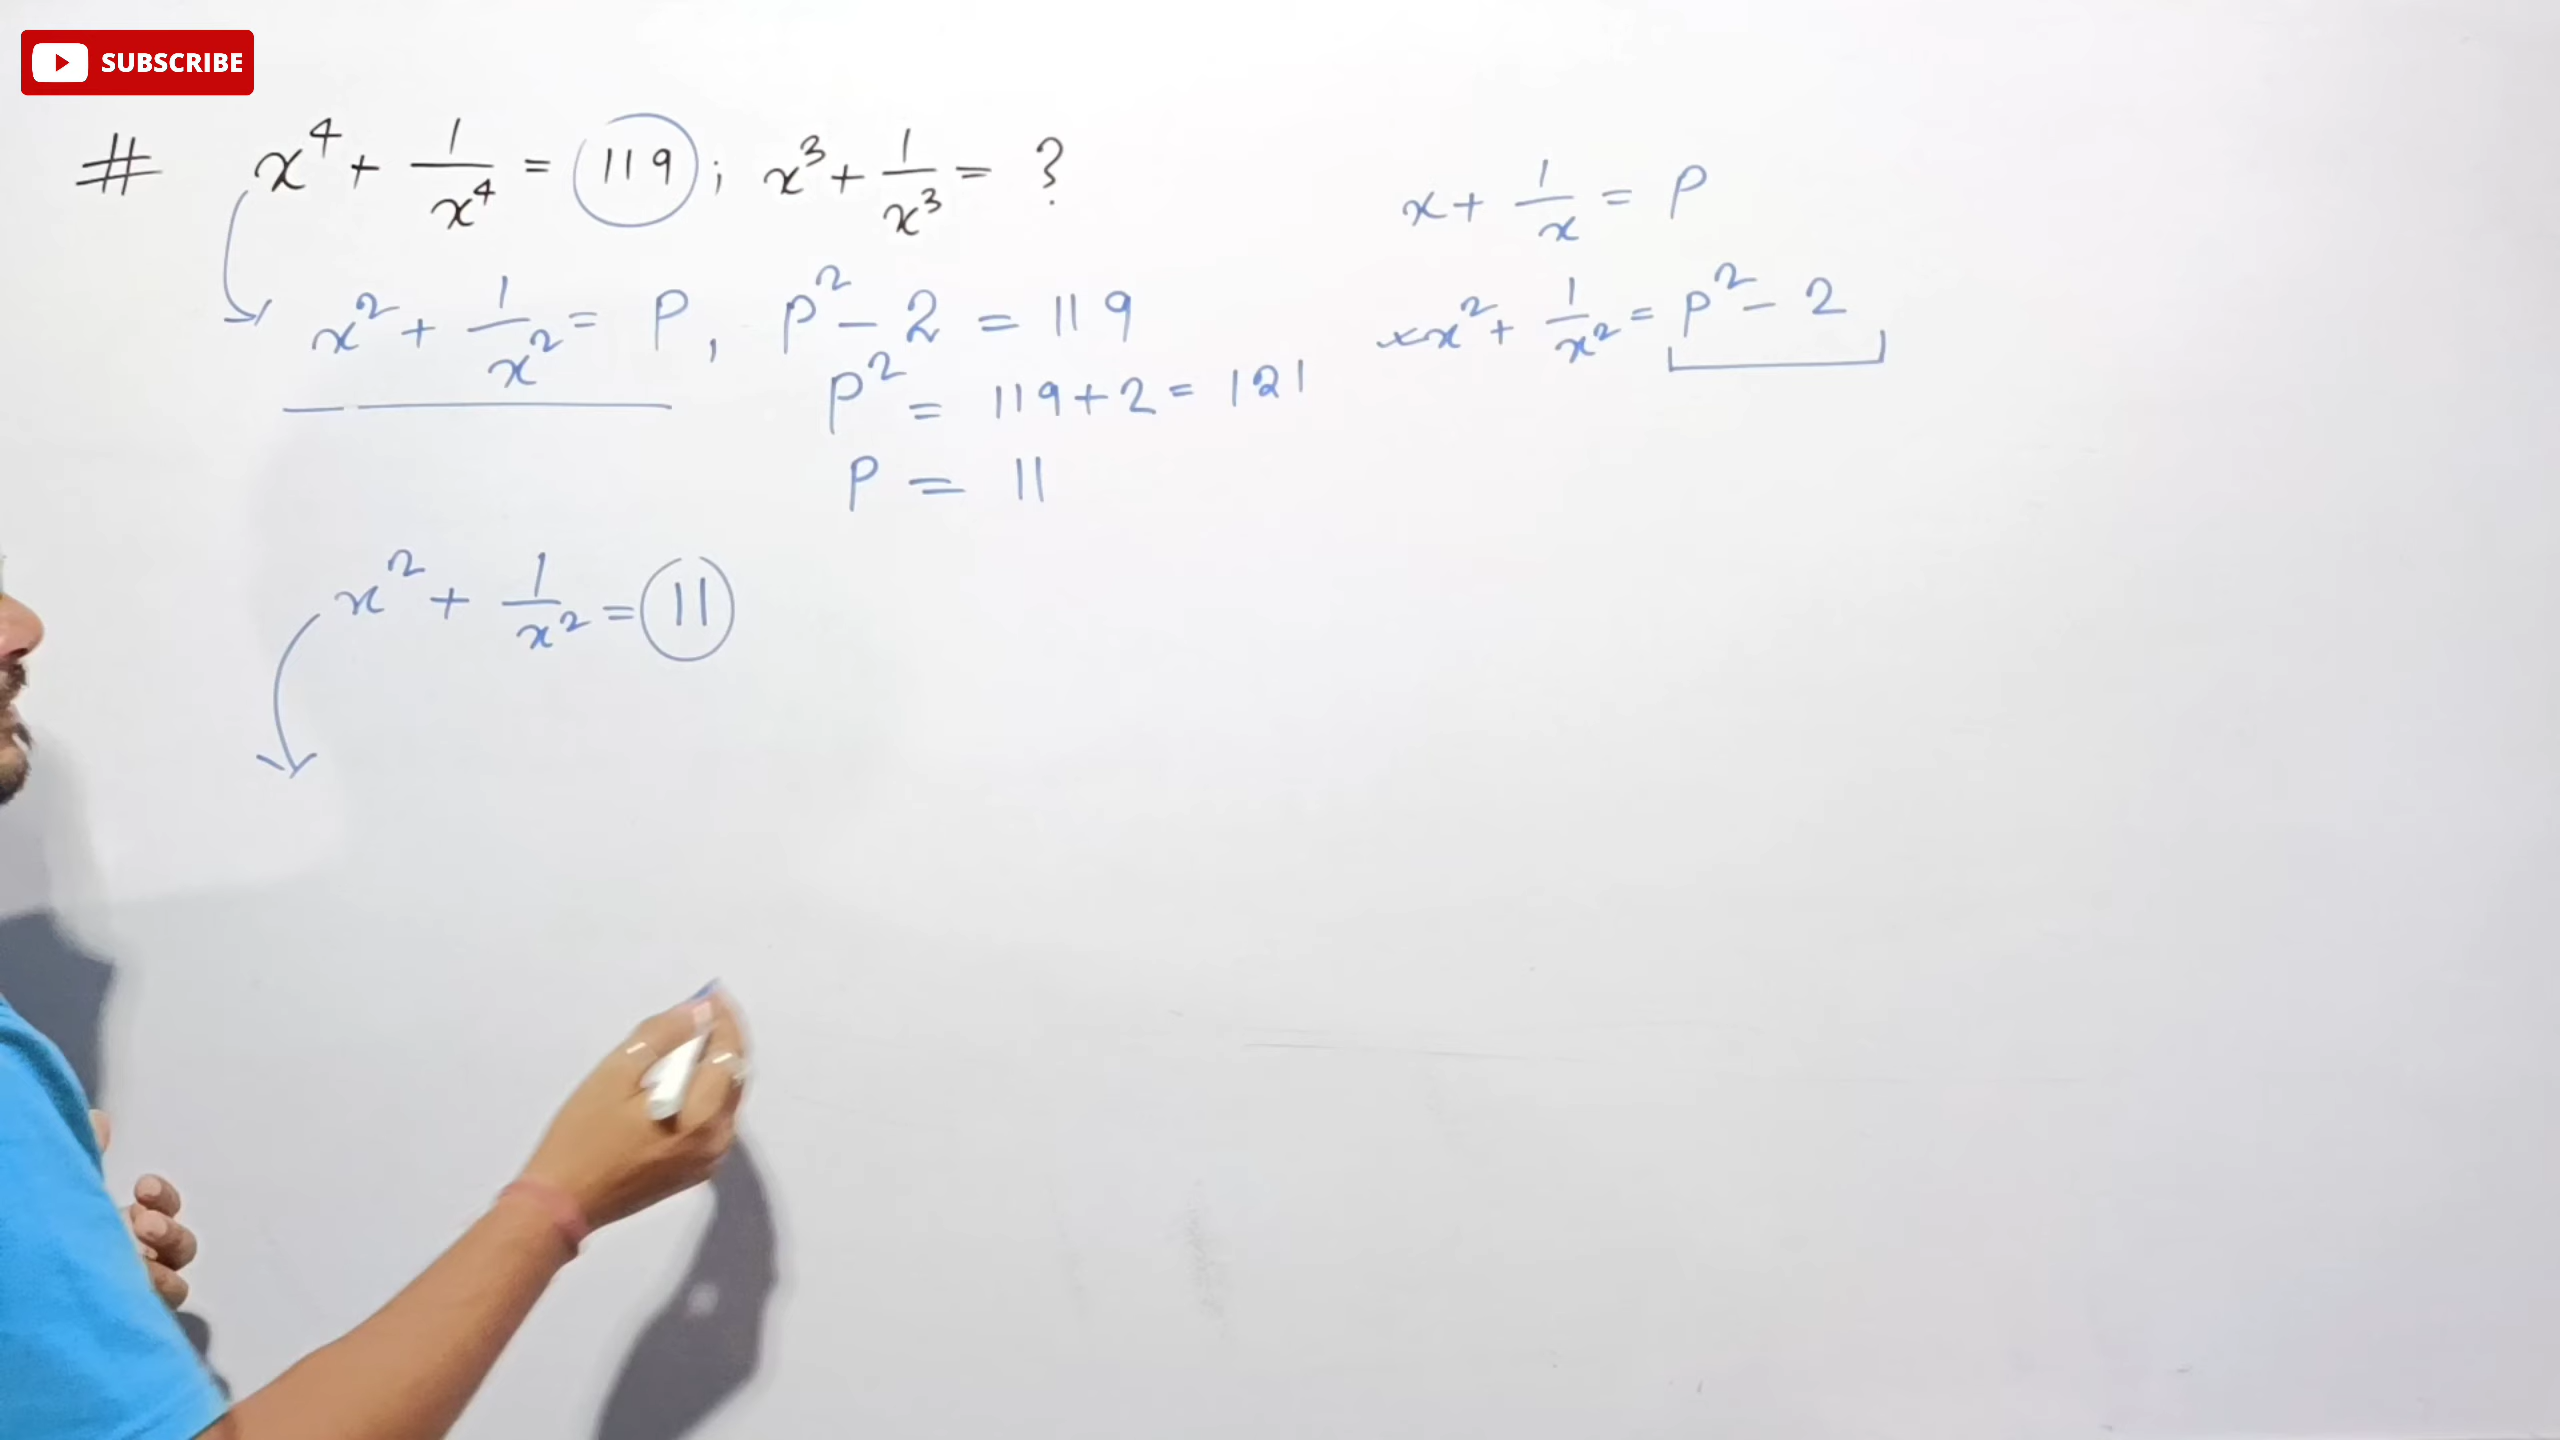 SUBSCRIBE
# x⁴ + 1/x⁴ = 119 ; x³ + 1/x³ = ?
x² + 1/x² = P, P² - 2 = 119
P² = 119 + 2 = 121
P = 11
x² + 1/x² = 11
x + 1/x = P
x² + 1/x² = P² - 2